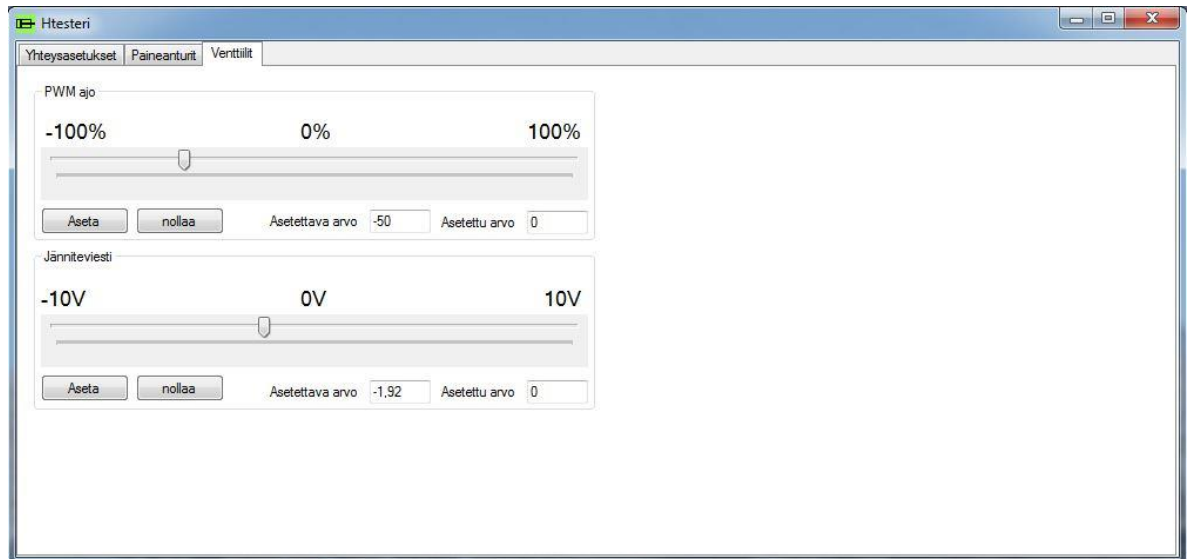 Htesteri
Yhteysasetukset Paineanturit Venttiilit
PWM ajo
-100% 0% 100%
Aseta nollaa Asetettava arvo -50 Asetettu arvo 0
Jänniteviesti
-10V 0V 10V
Aseta nollaa Asetettava arvo -1,92 Asetettu arvo 0